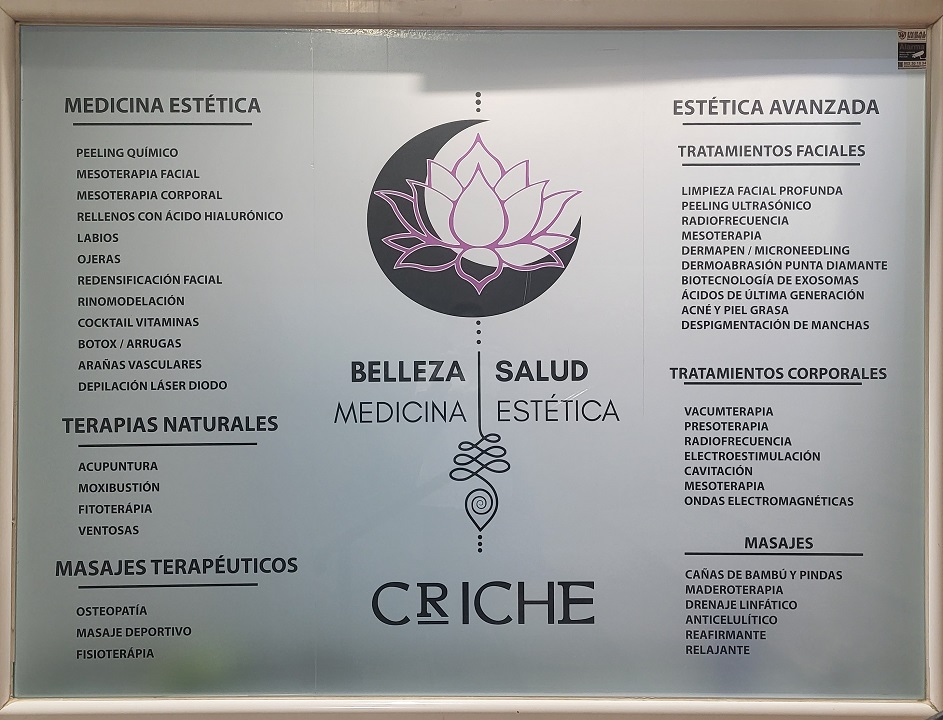 MEDICINA ESTÉTICA
PEELING QUÍMICO
MESOTERAPIA FACIAL
MESOTERAPIA CORPORAL
RELLENOS CON ÁCIDO HIALURÓNICO
LABIOS
OJERAS
REDENSIFICACIÓN FACIAL
RINOMODELACIÓN
COCKTAIL VITAMINAS
BOTOX / ARRUGAS
ARAÑAS VASCULARES
DEPILACIÓN LÁSER DIODO
TERAPIAS NATURALES
ACUPUNTURA
MOXIBUSTIÓN
FITOTERÁPIA
VENTOSAS
MASAJES TERAPÉUTICOS
OSTEOPATÍA
MASAJE DEPORTIVO
FISIOTERÁPIA
BELLEZA SALUD
MEDICINA ESTÉTICA
CRICHE
ESTÉTICA AVANZADA
TRATAMIENTOS FACIALES
LIMPIEZA FACIAL PROFUNDA
PEELING ULTRASÓNICO
RADIOFRECUENCIA
MESOTERAPIA
DERMAPEN / MICRONEEDLING
DERMOABRASIÓN PUNTA DIAMANTE
BIOTECNOLOGÍA DE EXOSOMAS
ÁCIDOS DE ÚLTIMA GENERACIÓN
ACNÉ Y PIEL GRASA
DESPIGMENTACIÓN DE MANCHAS
TRATAMIENTOS CORPORALES
VACUMTERAPIA
PRESOTERAPIA
RADIOFRECUENCIA
ELECTROESTIMULACIÓN
CAVITACIÓN
MESOTERAPIA
ONDAS ELECTROMAGNÉTICAS
MASAJES
CAÑAS DE BAMBÚ Y PINDAS
MADEROTERAPIA
DRENAJE LINFÁTICO
ANTICELULÍTICO
REAFIRMANTE
RELAJANTE